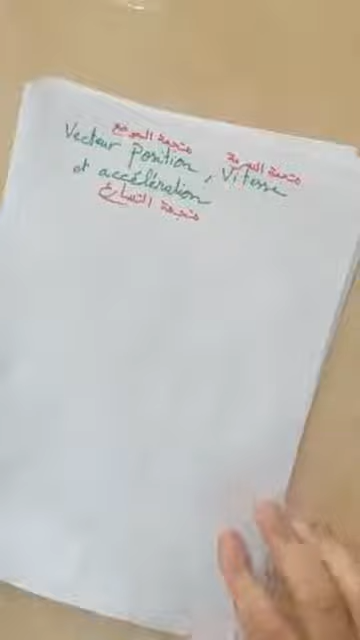 متجهة الموضع
متجهة السرعة
Vecteur Position, Vitesse
et accélération
متجهة التسارع